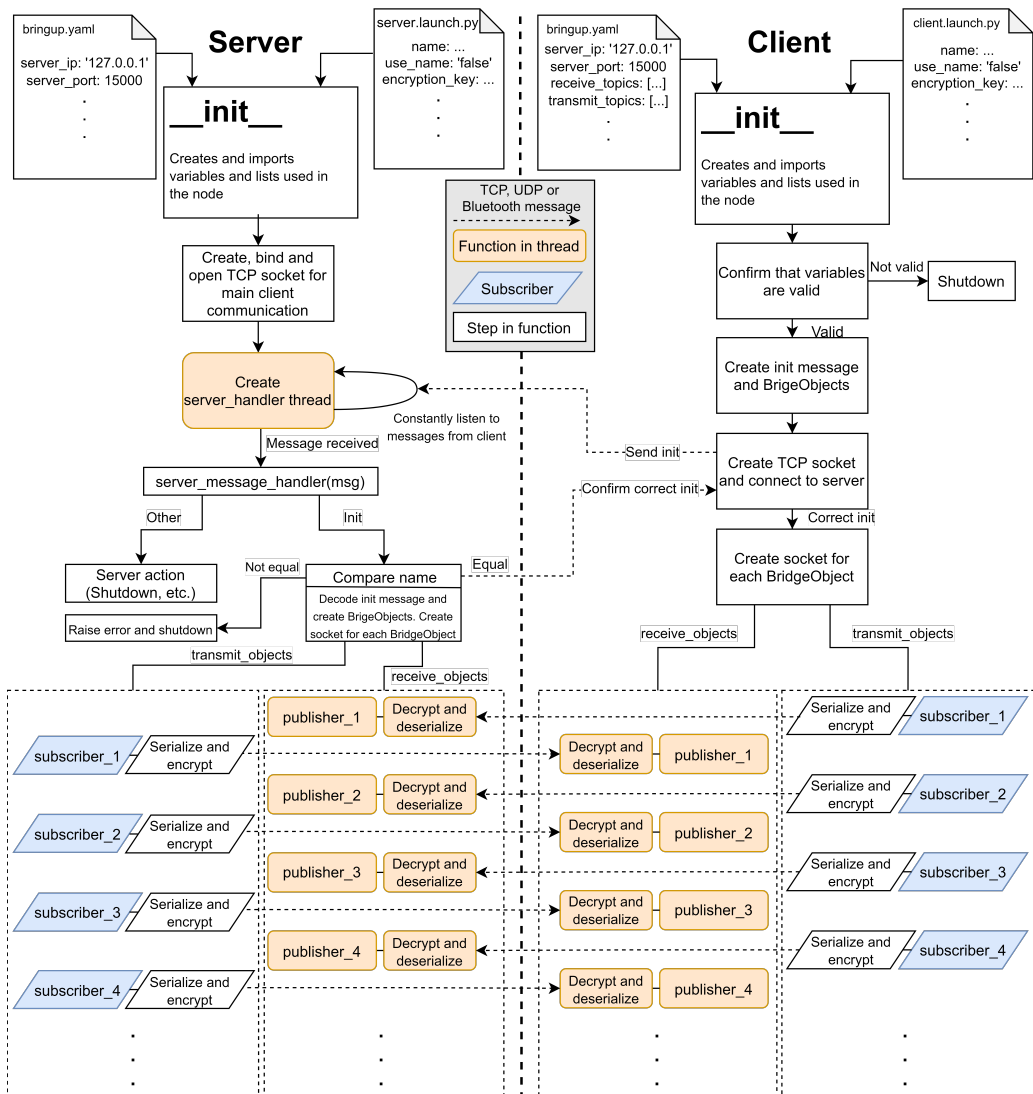 bringup.yaml
server_ip: '127.0.0.1'
server_port: 15000
.
.
.
Server
server.launch.py
name: ...
use_name: 'false'
encryption_key: ...
.
.
.
__init__
Creates and imports
variables and lists used in
the node
Create, bind and
open TCP socket for
main client
communication
Create
server_handler thread
Constantly listen to
messages from client
Message received
server_message_handler(msg)
Other
Init
Server action
(Shutdown, etc.)
Not equal
Raise error and shutdown
Compare name
Decode init message and
create BrigeObjects. Create
socket for each BridgeObject
Equal
transmit_objects
receive_objects
TCP, UDP or
Bluetooth message
Function in thread
Subscriber
Step in function
bringup.yaml
server_ip: '127.0.0.1'
server_port: 15000
receive_topics: [...]
transmit_topics: [...]
.
.
Client
client.launch.py
name: ...
use_name: 'false'
encryption_key: ...
.
.
.
__init__
Creates and imports
variables and lists used in
the node
Confirm that variables
are valid
Not valid
Shutdown
Valid
Create init message
and BrigeObjects
Send init
Create TCP socket
and connect to server
Confirm correct init
Correct init
Create socket for
each BridgeObject
receive_objects
transmit_objects
publisher_1
Decrypt and
deserialize
Serialize and
encrypt
subscriber_1
subscriber_1
Serialize and
encrypt
Decrypt and
deserialize
publisher_1
publisher_2
Decrypt and
deserialize
Serialize and
encrypt
subscriber_2
subscriber_2
Serialize and
encrypt
Decrypt and
deserialize
publisher_2
publisher_3
Decrypt and
deserialize
Serialize and
encrypt
subscriber_3
subscriber_3
Serialize and
encrypt
Decrypt and
deserialize
publisher_3
publisher_4
Decrypt and
deserialize
Serialize and
encrypt
subscriber_4
subscriber_4
Serialize and
encrypt
Decrypt and
deserialize
publisher_4
. . . .
. . . .
. . . .